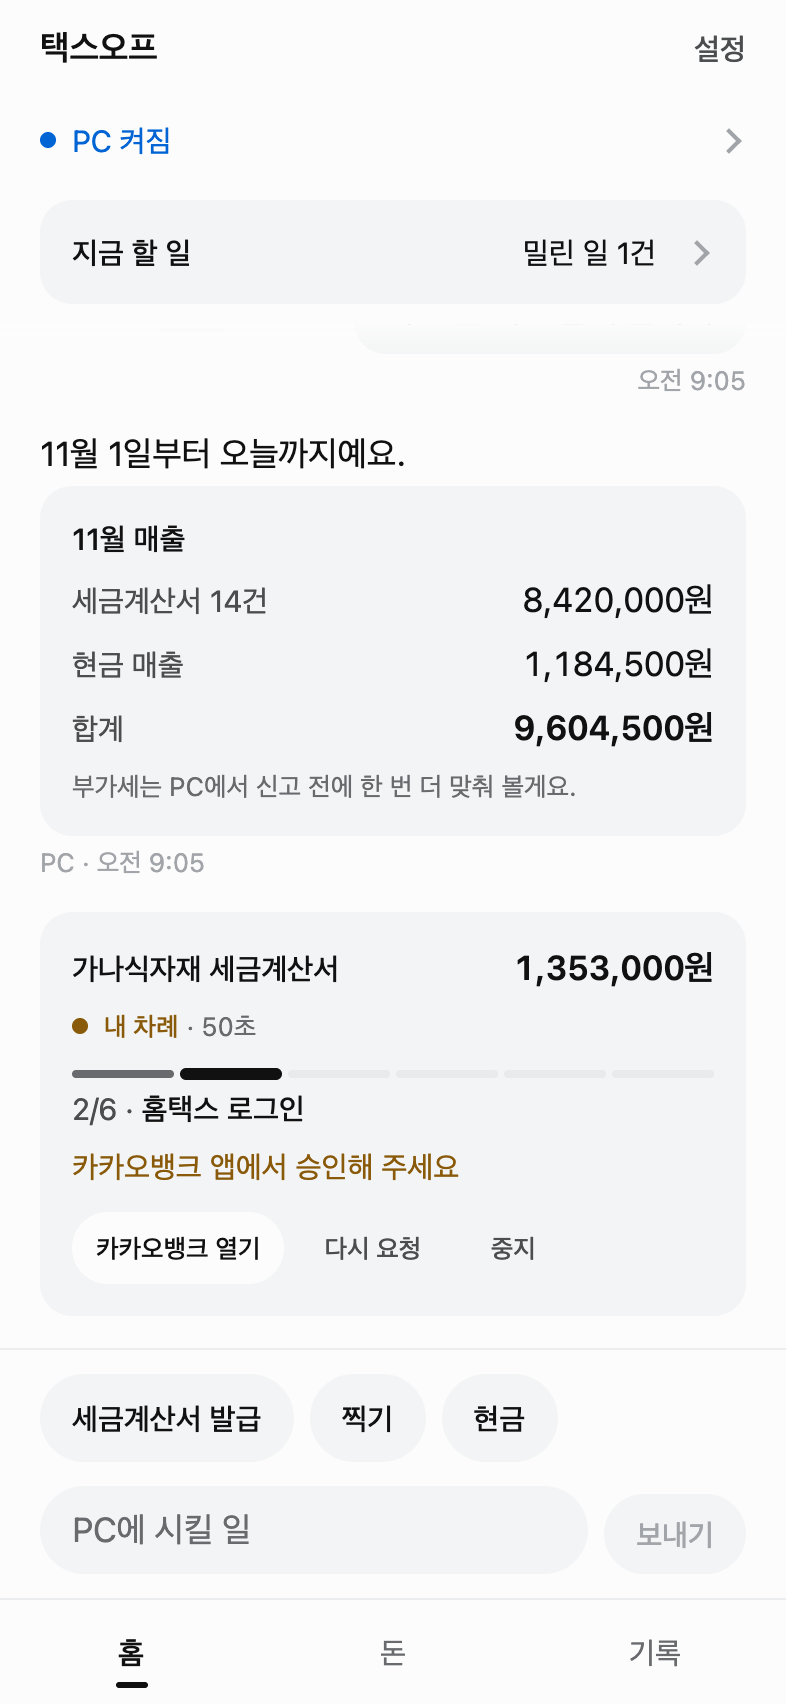 택스오프
설정
PC 켜짐
지금 할 일
밀린 일 1건
오전 9:05
11월 1일부터 오늘까지예요.
11월 매출
세금계산서 14건
8,420,000원
현금 매출
1,184,500원
합계
9,604,500원
부가세는 PC에서 신고 전에 한 번 더 맞춰 볼게요.
PC · 오전 9:05
가나식자재 세금계산서
1,353,000원
내 차례 · 50초
2/6 · 홈택스 로그인
카카오뱅크 앱에서 승인해 주세요
카카오뱅크 열기
다시 요청
중지
세금계산서 발급
찍기
현금
PC에 시킬 일
보내기
홈
돈
기록